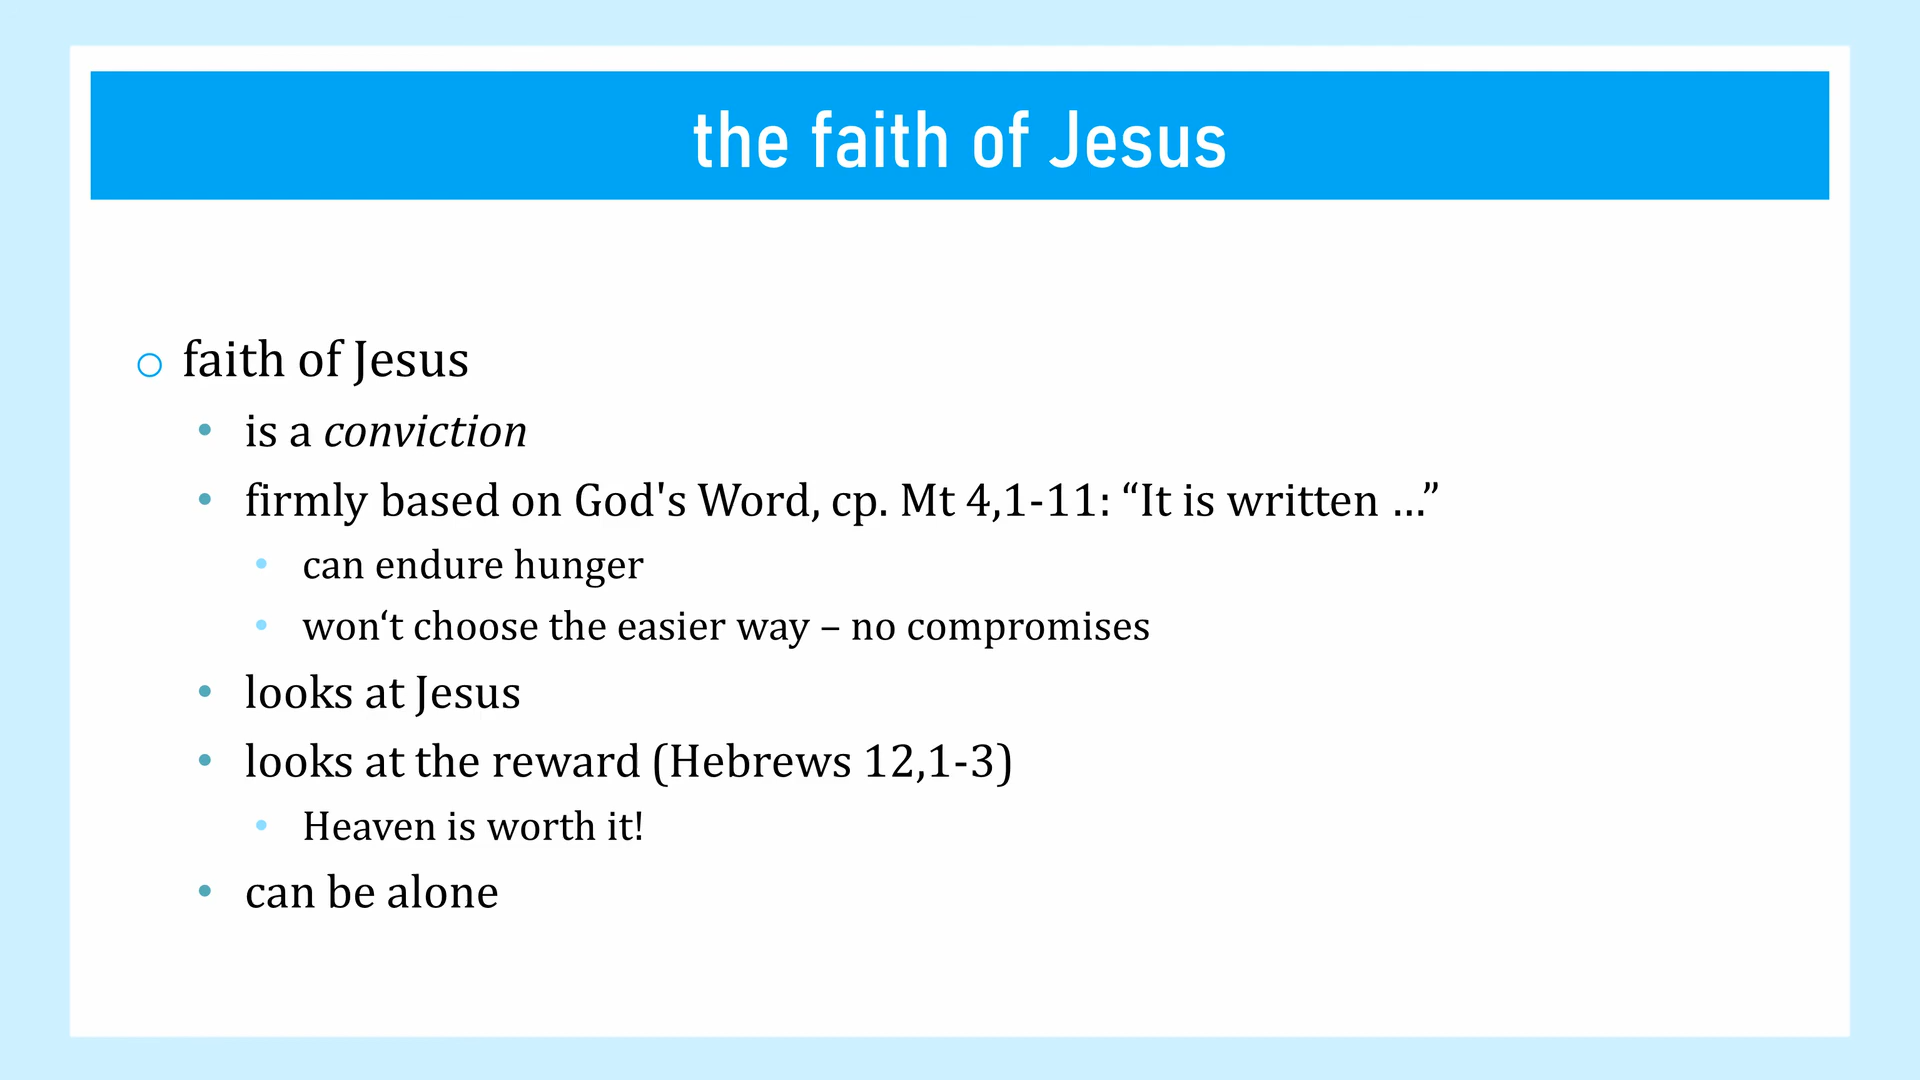 the faith of Jesus
faith of Jesus
is a conviction
firmly based on God's Word, cp. Mt 4,1-11: “It is written …”
can endure hunger
won‘t choose the easier way – no compromises
looks at Jesus
looks at the reward (Hebrews 12,1-3)
Heaven is worth it!
can be alone